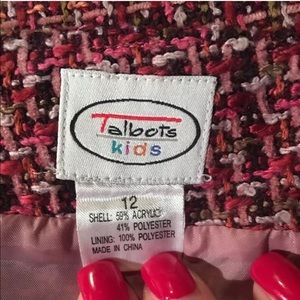 Talbots
kids
12
SHELL: 59% ACRYLIC
41% POLYESTER
LINING: 100% POLYESTER
MADE IN CHINA